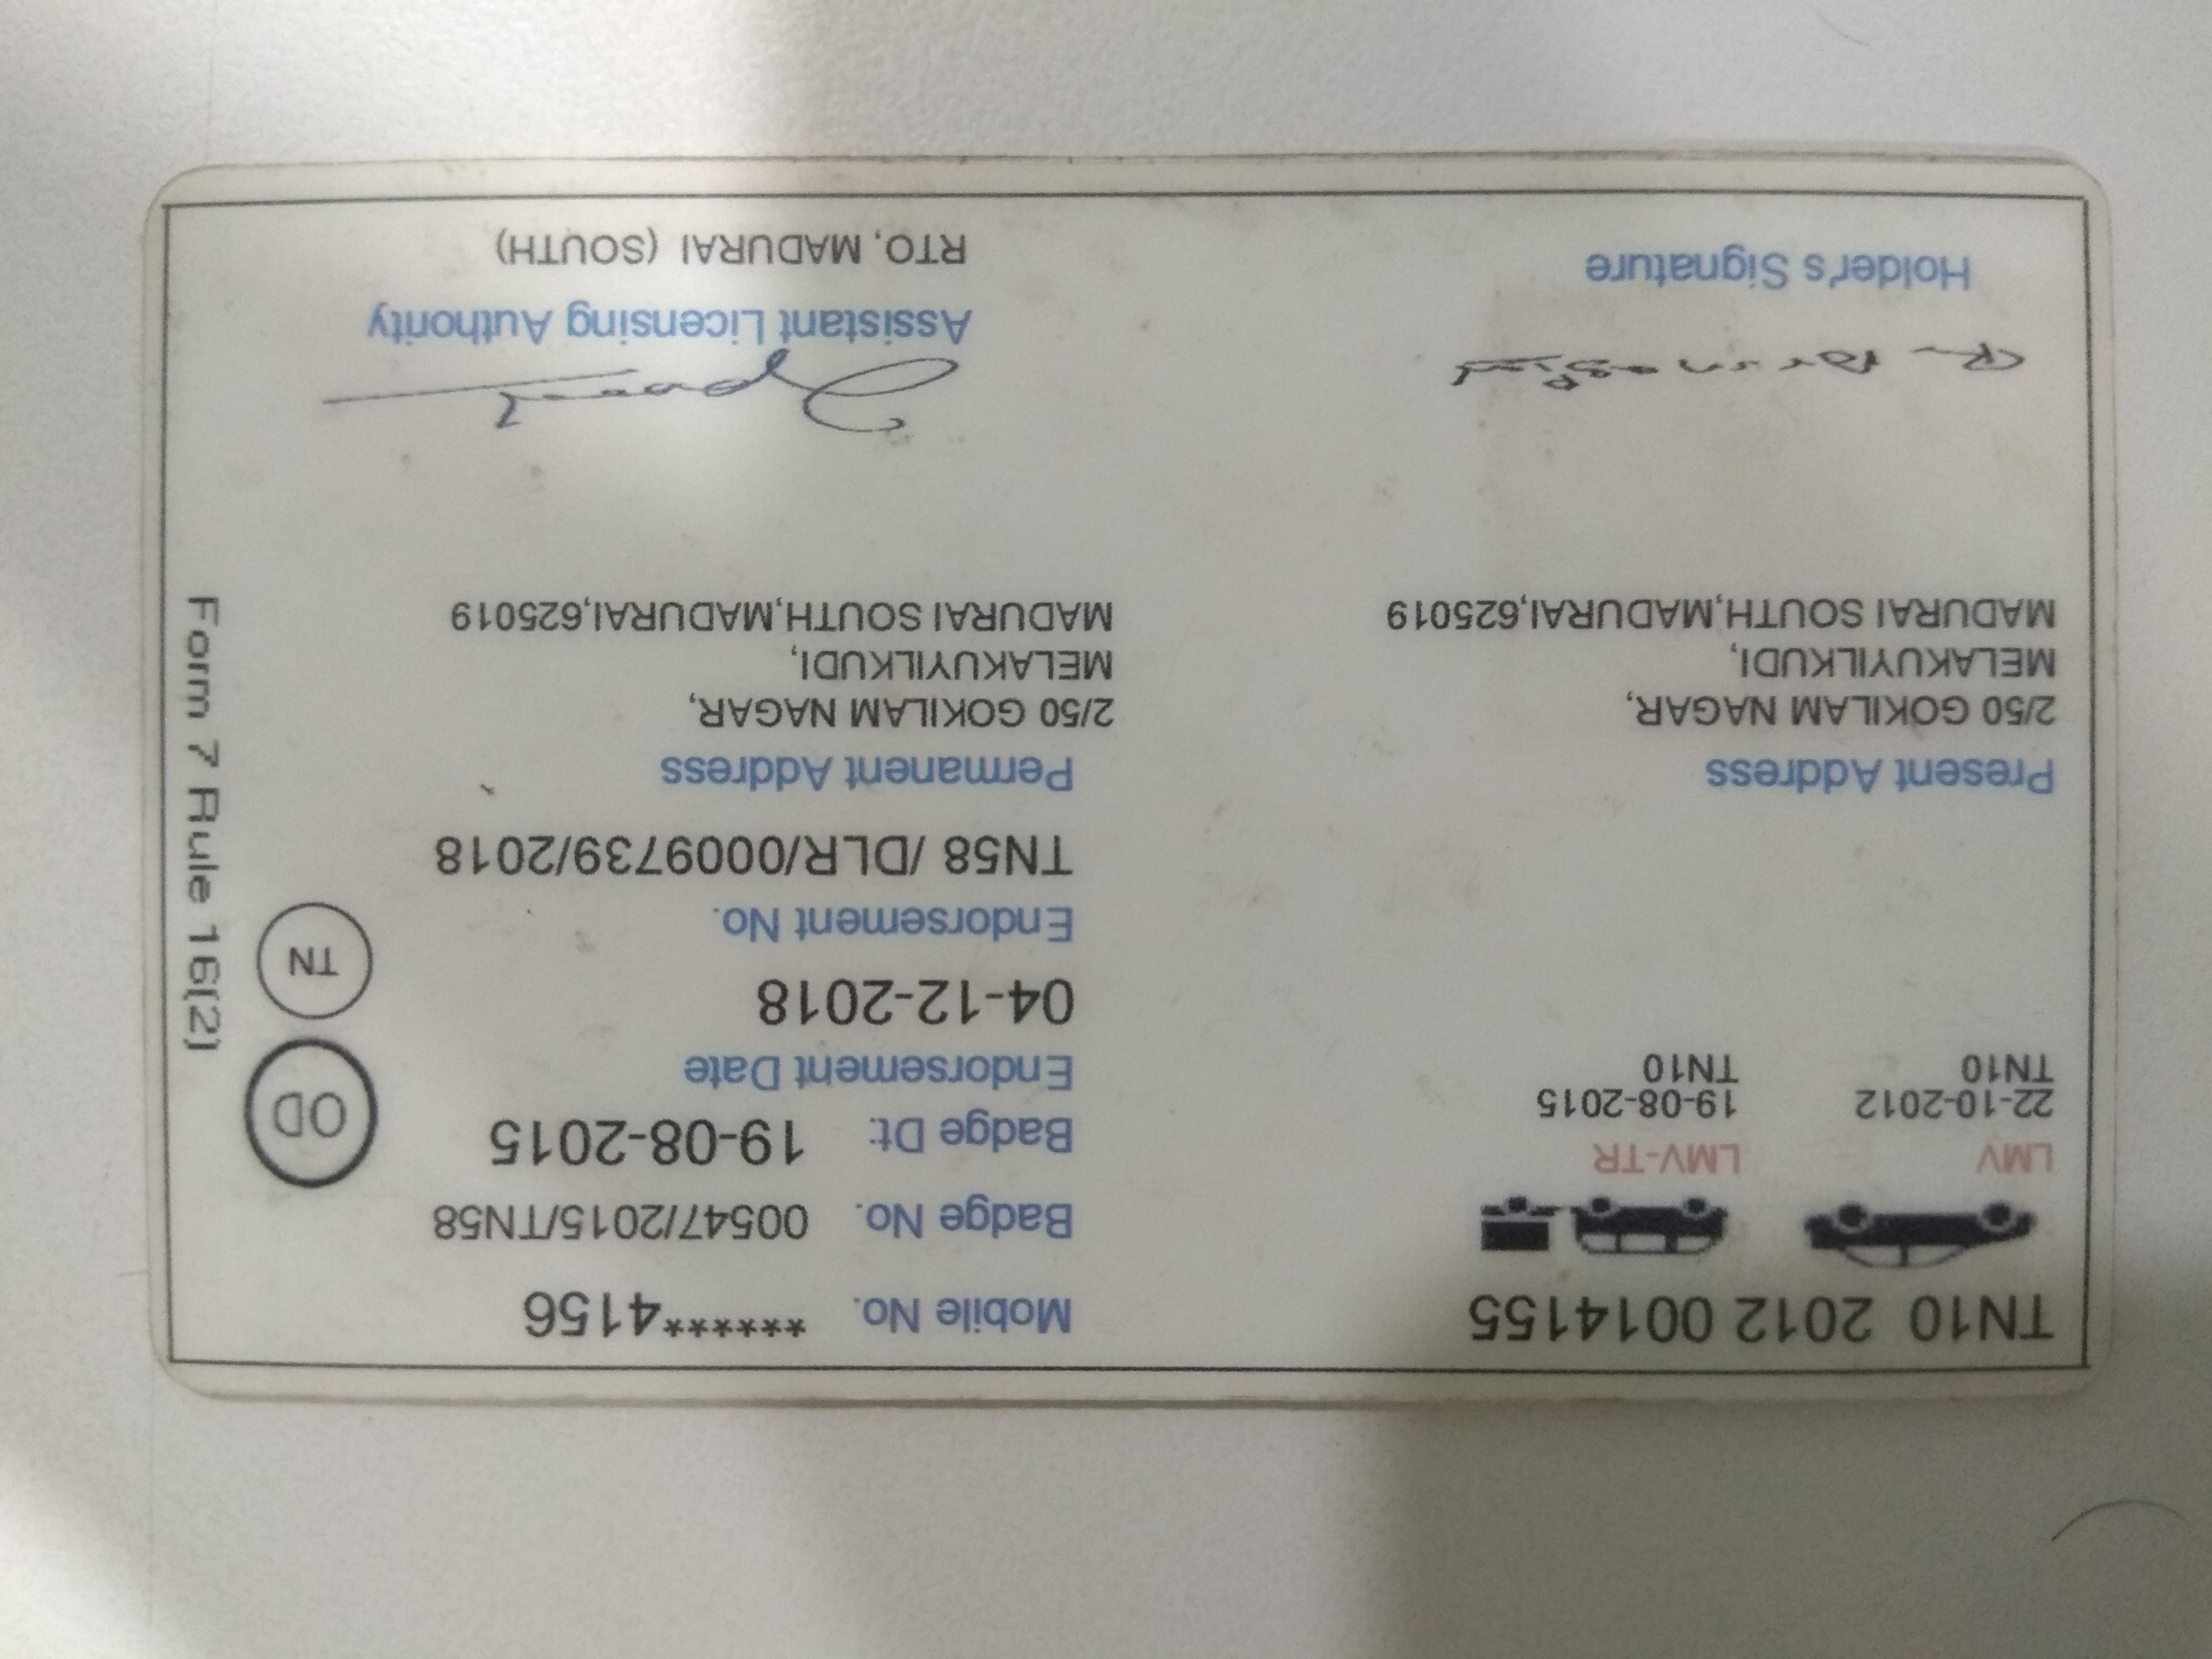 TN10 2012 0014155
LMV
22-10-2012
TN10
LMV-TR
19-08-2015
TN10
Present Address
2/50 GOKILAM NAGAR,
MELAKUYILKUDI,
MADURAI SOUTH,MADURAI,625019
Holder's Signature
Mobile No. ******4156
Badge No. 00547/2015/TN58
Badge Dt: 19-08-2015
Endorsement Date
04-12-2018
Endorsement No.
TN58 /DLR/0009739/2018
Permanent Address
2/50 GOKILAM NAGAR,
MELAKUYILKUDI,
MADURAI SOUTH,MADURAI,625019
Assistant Licensing Authority
RTO, MADURAI (SOUTH)
OD
TN
Form 7 Rule 16(2)